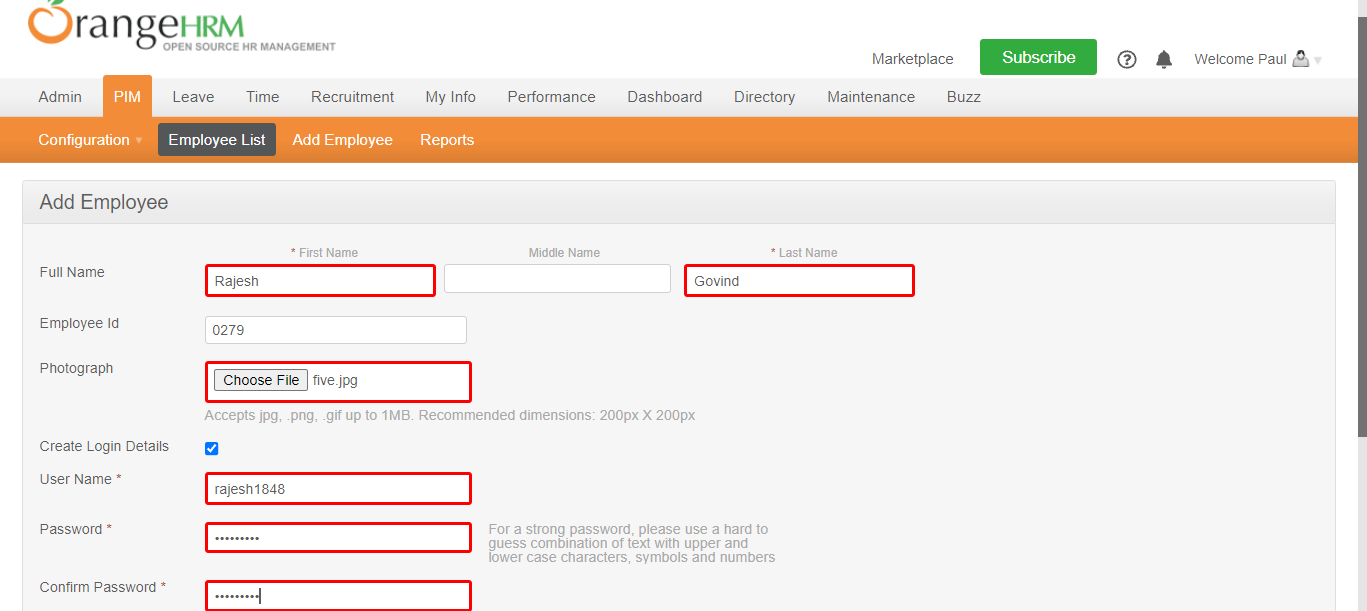 OrangeHRM
OPEN SOURCE HR MANAGEMENT
Marketplace Subscribe ? Welcome Paul
Admin PIM Leave Time Recruitment My Info Performance Dashboard Directory Maintenance Buzz
Configuration Employee List Add Employee Reports
Add Employee
* First Name Middle Name * Last Name
Full Name Rajesh Govind
Employee Id 0279
Photograph Choose File five.jpg
Accepts jpg, .png, .gif up to 1MB. Recommended dimensions: 200px X 200px
Create Login Details
User Name * rajesh1848
Password * ••••••••• For a strong password, please use a hard to
guess combination of text with upper and
lower case characters, symbols and numbers
Confirm Password * •••••••••